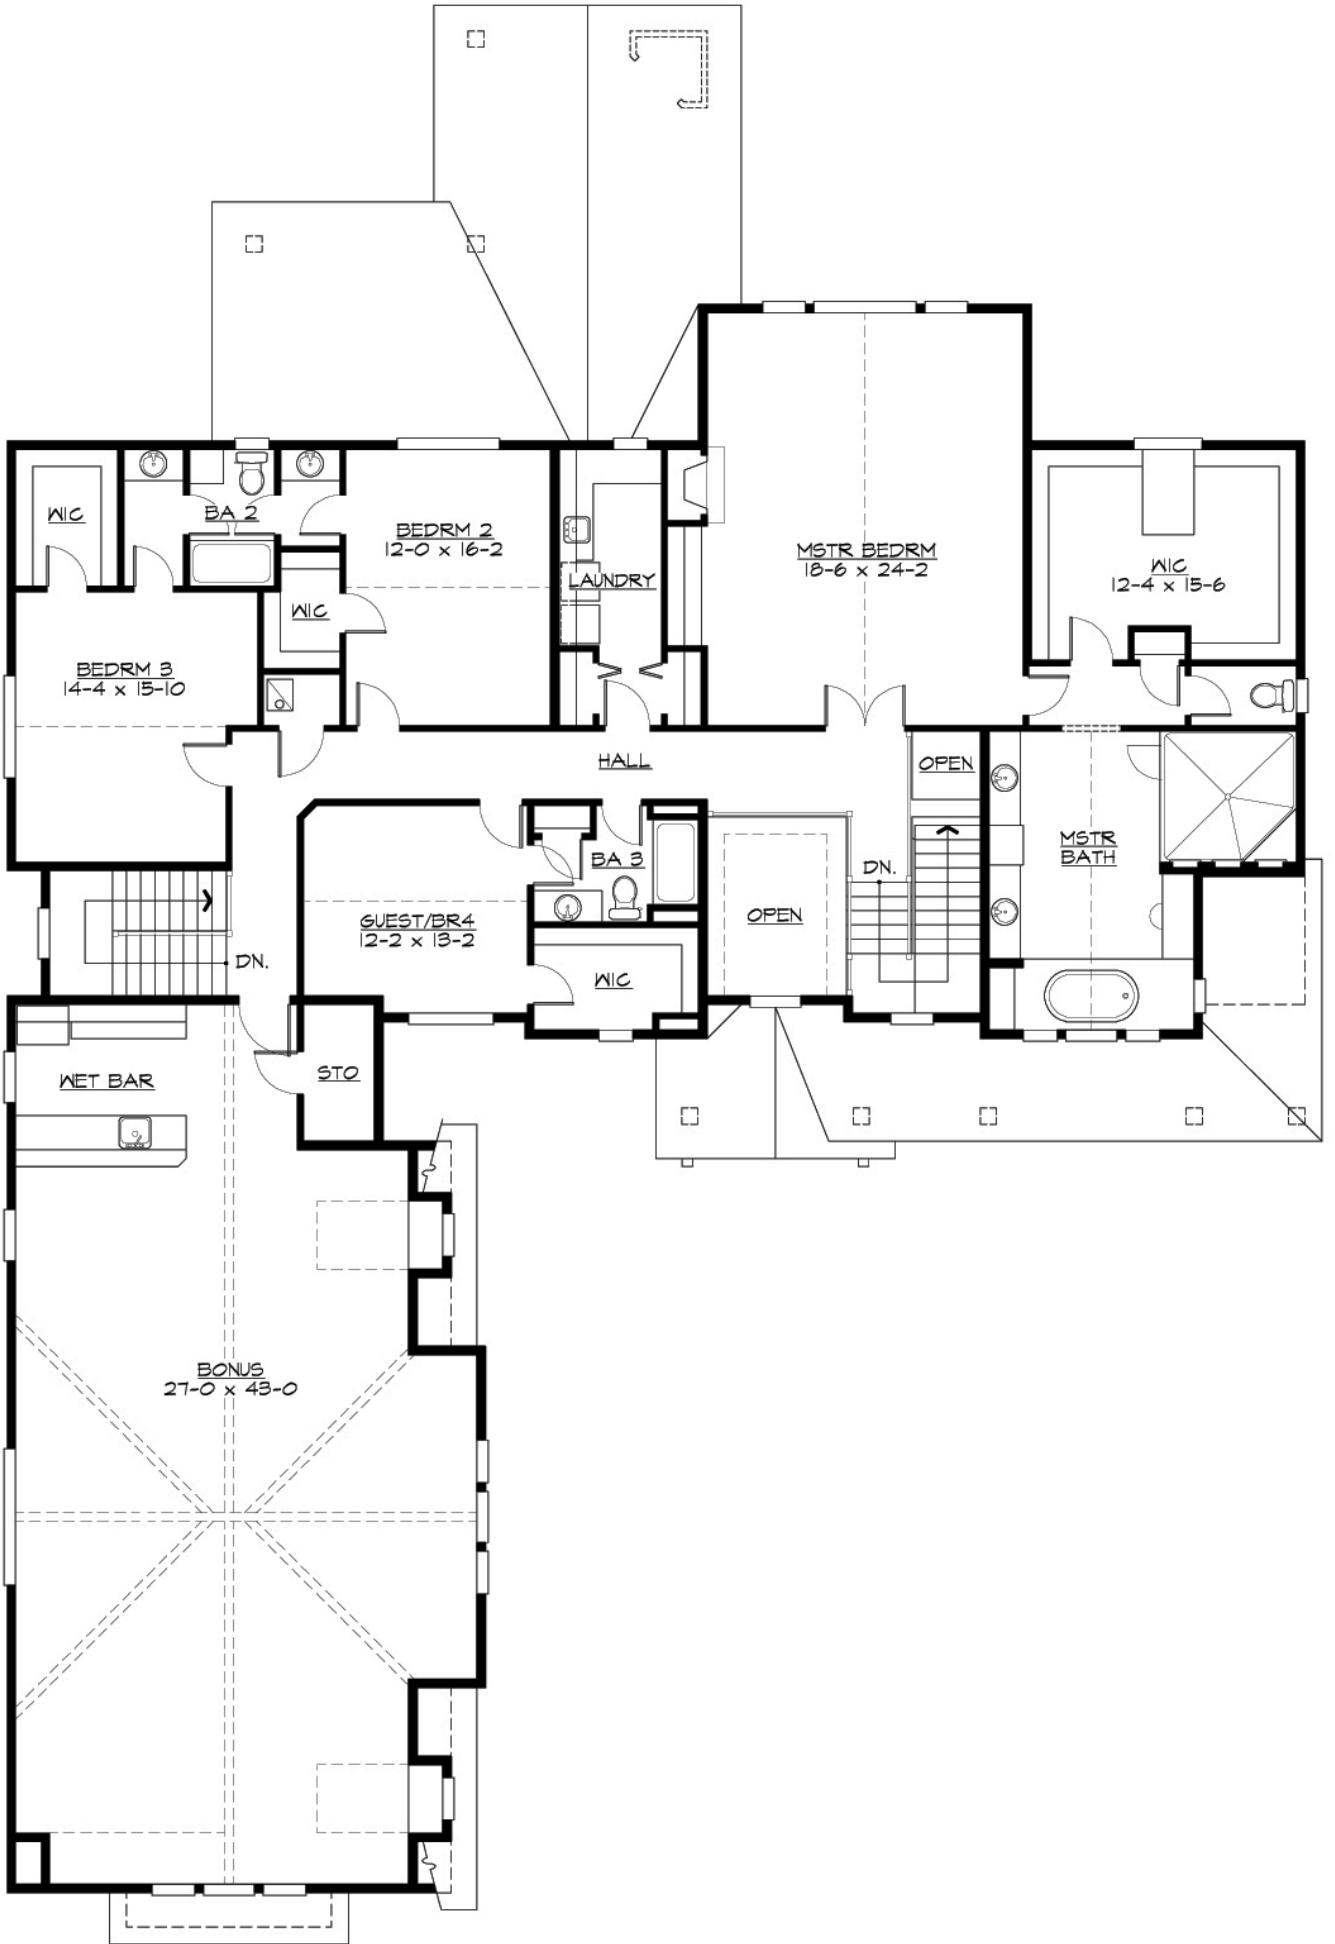 WIC
BA 2
BEDRM 2
12-0 x 16-2
MSTR BEDRM
18-6 x 24-2
WIC
12-4 x 15-6
LAUNDRY
WIC
BEDRM 3
14-4 x 15-10
HALL
OPEN
MSTR
BATH
BA 3
DN.
OPEN
GUEST/BR4
12-2 x 13-2
DN.
WIC
STO
WET BAR
BONUS
27-0 x 43-0